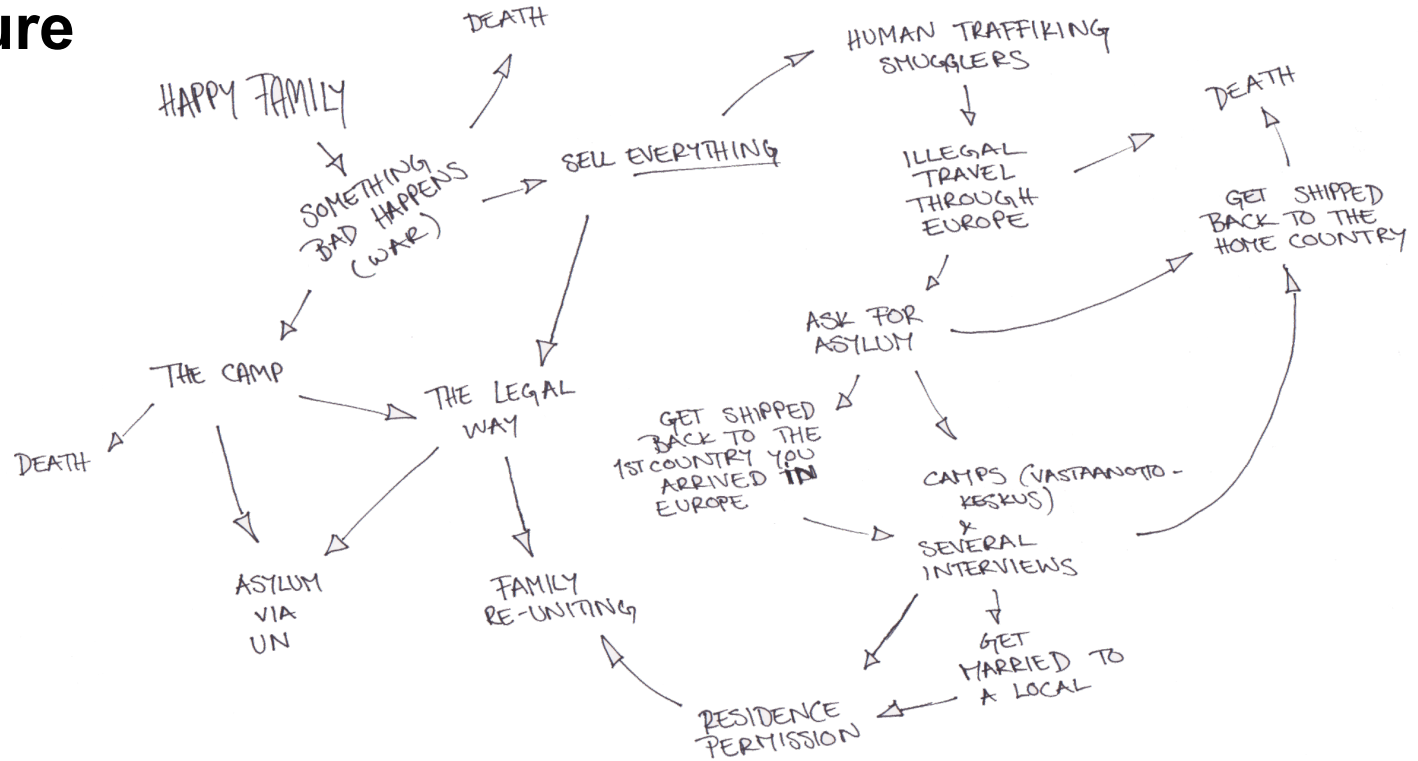 ure
DEATH
HAPPY FAMILY
HUMAN TRAFFIKING
SMUGGLERS
DEATH
SOMETHING
BAD HAPPENS
(WAR)
SELL EVERYTHING
ILLEGAL
TRAVEL
THROUGH
EUROPE
GET SHIPPED
BACK TO THE
HOME COUNTRY
ASK FOR
ASYLUM
THE CAMP
THE LEGAL
WAY
GET SHIPPED
BACK TO THE
1ST COUNTRY YOU
ARRIVED IN
EUROPE
DEATH
CAMPS (VASTAANOTTO-
KESKUS)
&
SEVERAL
INTERVIEWS
ASYLUM
VIA
UN
FAMILY
RE-UNITING
GET
MARRIED TO
A LOCAL
RESIDENCE
PERMISSION